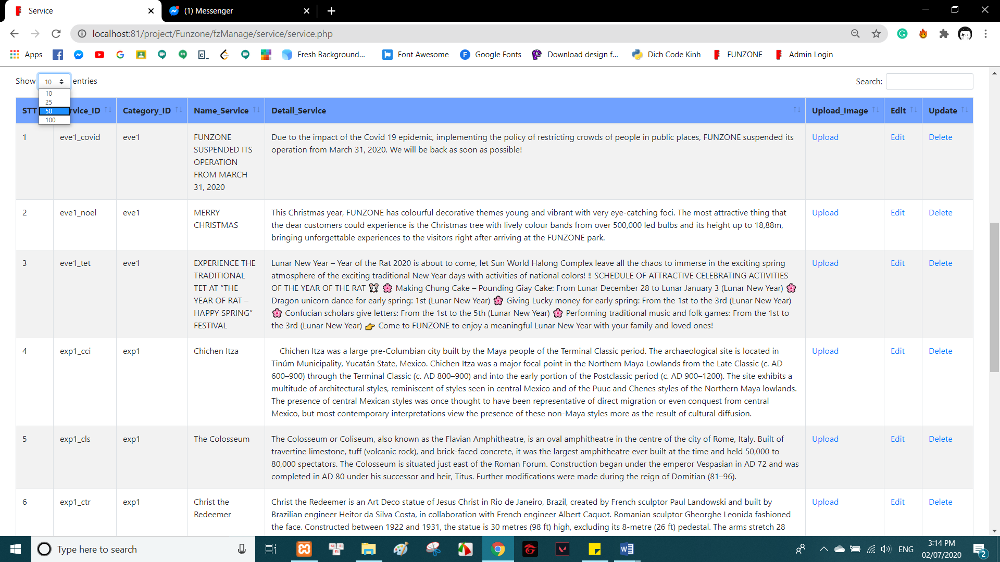 Service
(1) Messenger
localhost:81/project/Funzone/fzManage/service/service.php
Apps
Fresh Background...
Font Awesome
Google Fonts
Download design f...
Dịch Code Kinh
FUNZONE
Admin Login
Show 10 entries
Search:
10
25
50
100
STT
rvice_ID
Category_ID
Name_Service
Detail_Service
Upload_Image
Edit
Update
1
eve1_covid
eve1
FUNZONE
SUSPENDED ITS
OPERATION
FROM MARCH
31, 2020
Due to the impact of the Covid 19 epidemic, implementing the policy of restricting crowds of people in public places, FUNZONE suspended its
operation from March 31, 2020. We will be back as soon as possible!
Upload
Edit
Delete
2
eve1_noel
eve1
MERRY
CHRISTMAS
This Christmas year, FUNZONE has colourful decorative themes young and vibrant with very eye-catching foci. The most attractive thing that
the dear customers could experience is the Christmas tree with lively colour bands from over 500,000 led bulbs and its height up to 18,88m,
bringing unforgettable experiences to the visitors right after arriving at the FUNZONE park.
Upload
Edit
Delete
3
eve1_tet
eve1
EXPERIENCE THE
TRADITIONAL
TET AT “THE
YEAR OF RAT –
HAPPY SPRING”
FESTIVAL
Lunar New Year – Year of the Rat 2020 is about to come, let Sun World Halong Complex leave all the chaos to immerse in the exciting spring
atmosphere of the exciting traditional New Year days with activities of national colors! ‼ SCHEDULE OF ATTRACTIVE CELEBRATING ACTIVITIES
OF THE YEAR OF THE RAT 🐭 🌸 Making Chung Cake – Pounding Giay Cake: From Lunar December 28 to Lunar January 3 (Lunar New Year) 🌸
Dragon unicorn dance for early spring: 1st (Lunar New Year) 🌸 Giving Lucky money for early spring: From the 1st to the 3rd (Lunar New Year)
🌸 Confucian scholars give letters: From the 1st to the 5th (Lunar New Year) 🌸 Performing traditional music and folk games: From the 1st to
the 3rd (Lunar New Year) 👉 Come to FUNZONE to enjoy a meaningful Lunar New Year with your family and loved ones!
Upload
Edit
Delete
4
exp1_cci
exp1
Chichen Itza
Chichen Itza was a large pre-Columbian city built by the Maya people of the Terminal Classic period. The archaeological site is located in
Tinúm Municipality, Yucatán State, Mexico. Chichen Itza was a major focal point in the Northern Maya Lowlands from the Late Classic (c. AD
600–900) through the Terminal Classic (c. AD 800–900) and into the early portion of the Postclassic period (c. AD 900–1200). The site exhibits a
multitude of architectural styles, reminiscent of styles seen in central Mexico and of the Puuc and Chenes styles of the Northern Maya lowlands.
The presence of central Mexican styles was once thought to have been representative of direct migration or even conquest from central
Mexico, but most contemporary interpretations view the presence of these non-Maya styles more as the result of cultural diffusion.
Upload
Edit
Delete
5
exp1_cls
exp1
The Colosseum
The Colosseum or Coliseum, also known as the Flavian Amphitheatre, is an oval amphitheatre in the centre of the city of Rome, Italy. Built of
travertine limestone, tuff (volcanic rock), and brick-faced concrete, it was the largest amphitheatre ever built at the time and held 50,000 to
80,000 spectators. The Colosseum is situated just east of the Roman Forum. Construction began under the emperor Vespasian in AD 72 and was
completed in AD 80 under his successor and heir, Titus. Further modifications were made during the reign of Domitian (81–96).
Upload
Edit
Delete
6
exp1_ctr
exp1
Christ the
Redeemer
Christ the Redeemer is an Art Deco statue of Jesus Christ in Rio de Janeiro, Brazil, created by French sculptor Paul Landowski and built by
Brazilian engineer Heitor da Silva Costa, in collaboration with French engineer Albert Caquot. Romanian sculptor Gheorghe Leonida fashioned
the face. Constructed between 1922 and 1931, the statue is 30 metres (98 ft) high, excluding its 8-metre (26 ft) pedestal. The arms stretch 28
Upload
Edit
Delete
Type here to search
ENG
3:14 PM
02/07/2020
2